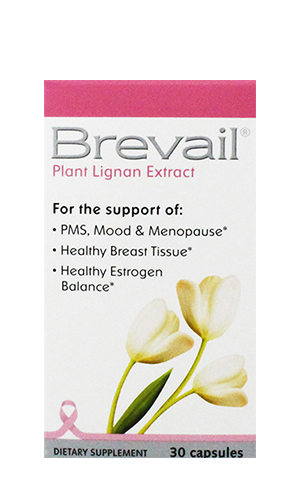 Brevail®
Plant Lignan Extract
For the support of:
• PMS, Mood & Menopause*
• Healthy Breast Tissue*
• Healthy Estrogen
Balance*
DIETARY SUPPLEMENT 30 capsules